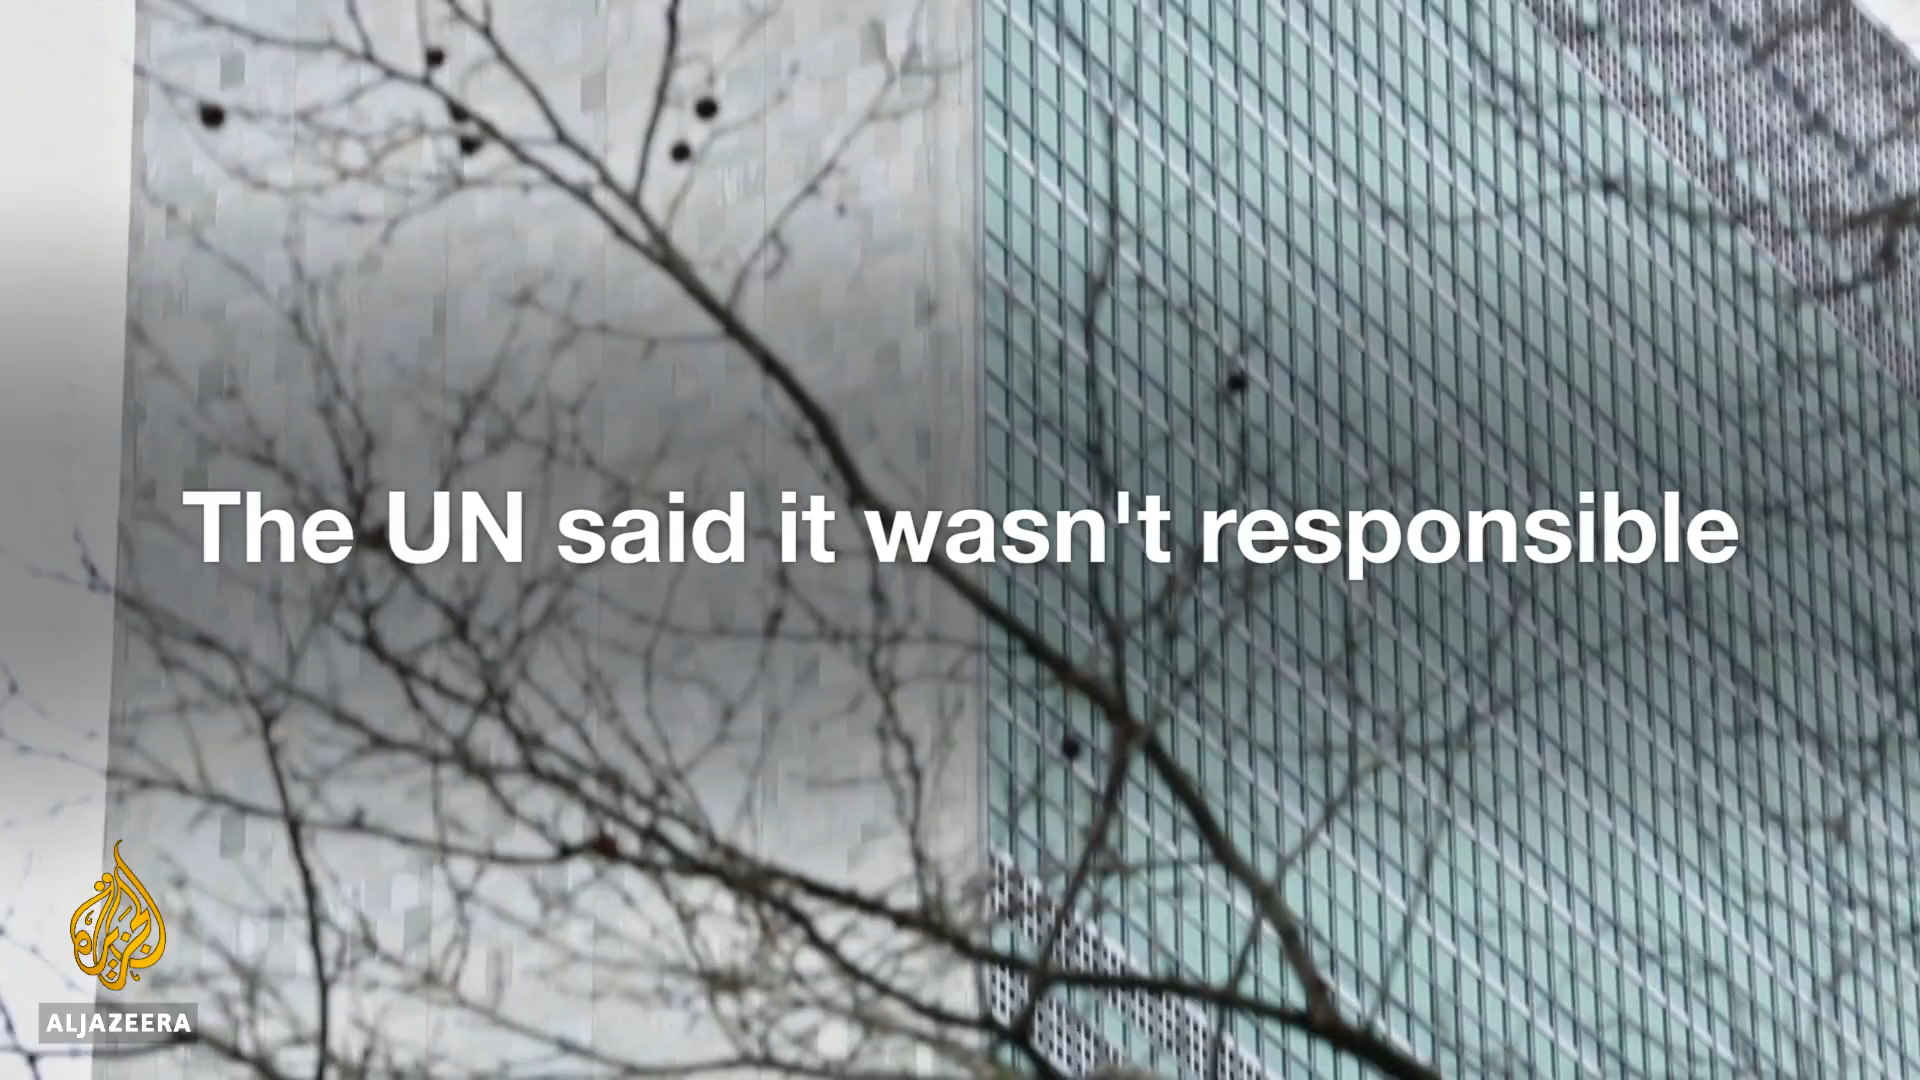 The UN said it wasn't responsible
الجزيرة
ALJAZEERA